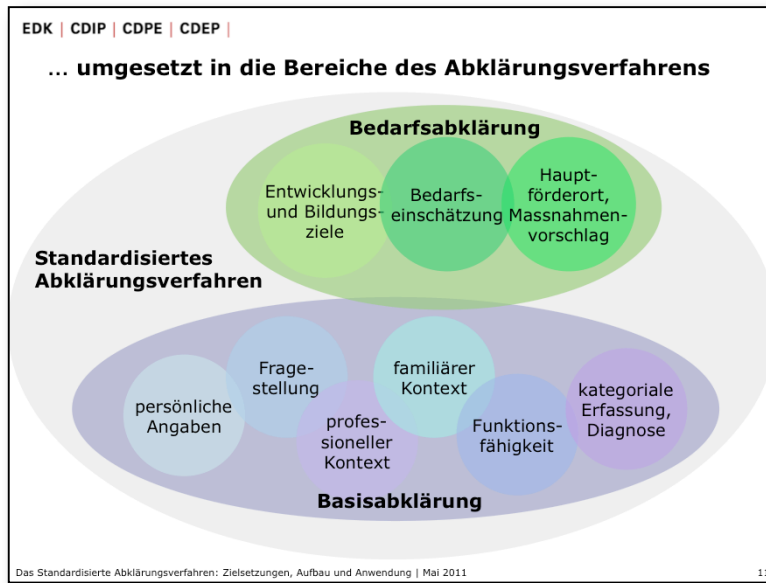 EDK | CDIP | CDPE | CDEP |
... umgesetzt in die Bereiche des Abklärungsverfahrens
Bedarfsabklärung
Entwicklungs-
und Bildungs-
ziele
Bedarfs-
einschätzung
Haupt-
förderort,
Massnahmen-
vorschlag
Standardisiertes
Abklärungsverfahren
persönliche
Angaben
Frage-
stellung
profes-
sioneller
Kontext
familiärer
Kontext
Funktions-
fähigkeit
kategoriale
Erfassung,
Diagnose
Basisabklärung
Das Standardisierte Abklärungsverfahren: Zielsetzungen, Aufbau und Anwendung | Mai 2011
11